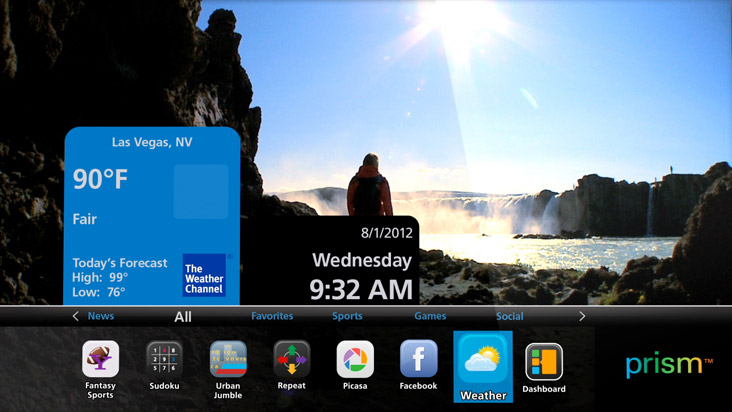 Las Vegas, NV
90°F
Fair
Today's Forecast
High: 99°
Low: 76°
The
Weather
Channel
®
8/1/2012
Wednesday
9:32 AM
News
All
Favorites
Sports
Games
Social
Fantasy
Sports
Sudoku
Urban
Jumble
Repeat
Picasa
Facebook
Weather
Dashboard
prism™